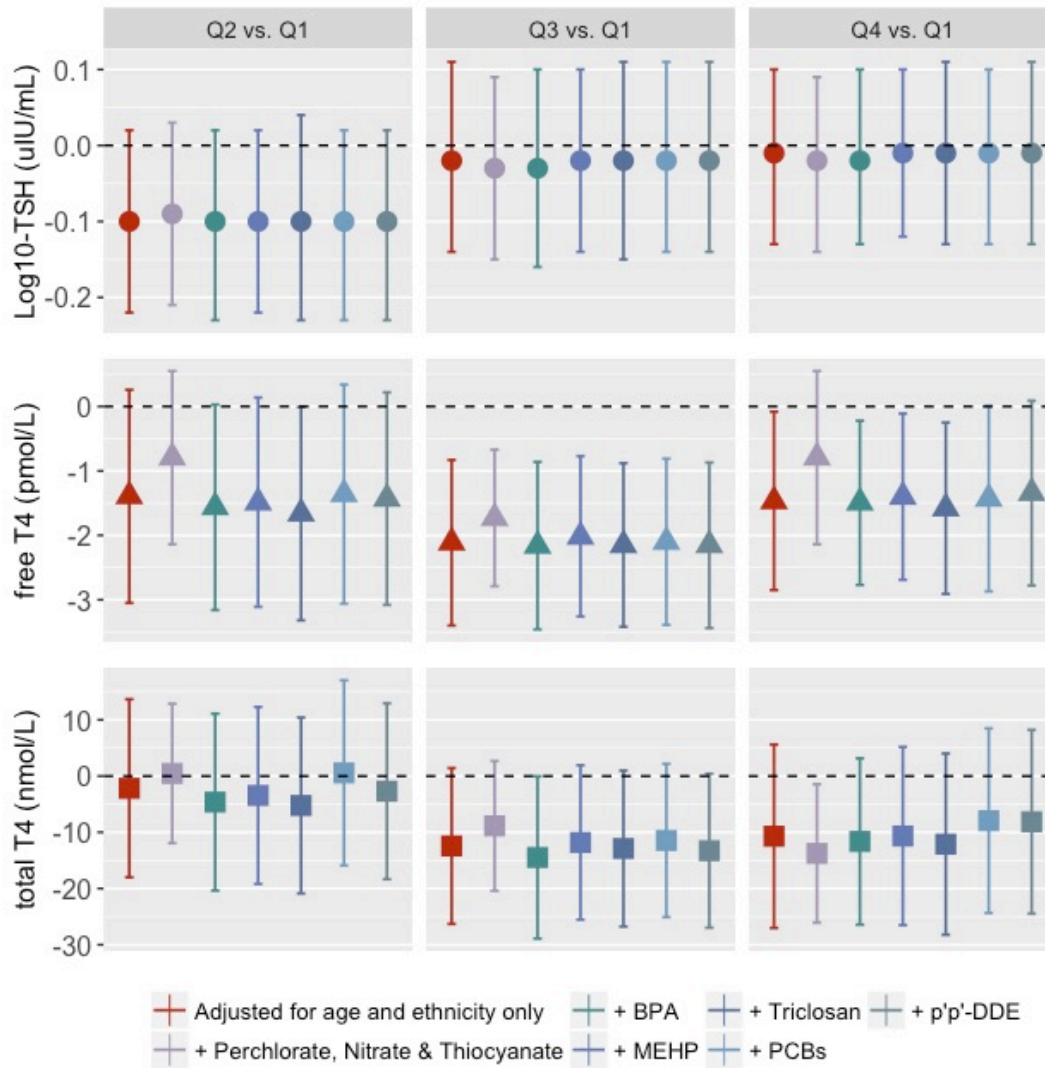 Q2 vs. Q1
Q3 vs. Q1
Q4 vs. Q1
Log10-TSH (uIU/mL)
0.1
0.0
-0.1
-0.2
free T4 (pmol/L)
0
-1
-2
-3
total T4 (nmol/L)
10
0
-10
-20
-30
Adjusted for age and ethnicity only
+ BPA
+ Triclosan
+ p'p'-DDE
+ Perchlorate, Nitrate & Thiocyanate
+ MEHP
+ PCBs